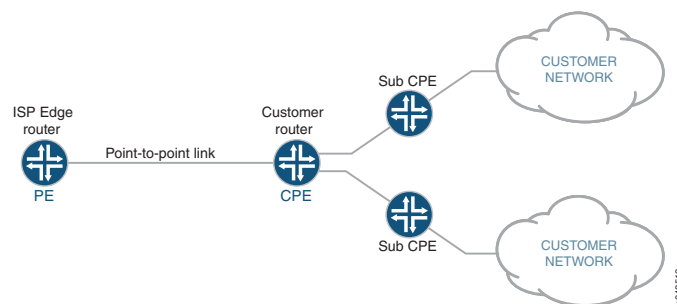 ISP Edge
router
PE
Point-to-point link
Customer
router
CPE
Sub CPE
CUSTOMER
NETWORK
Sub CPE
CUSTOMER
NETWORK